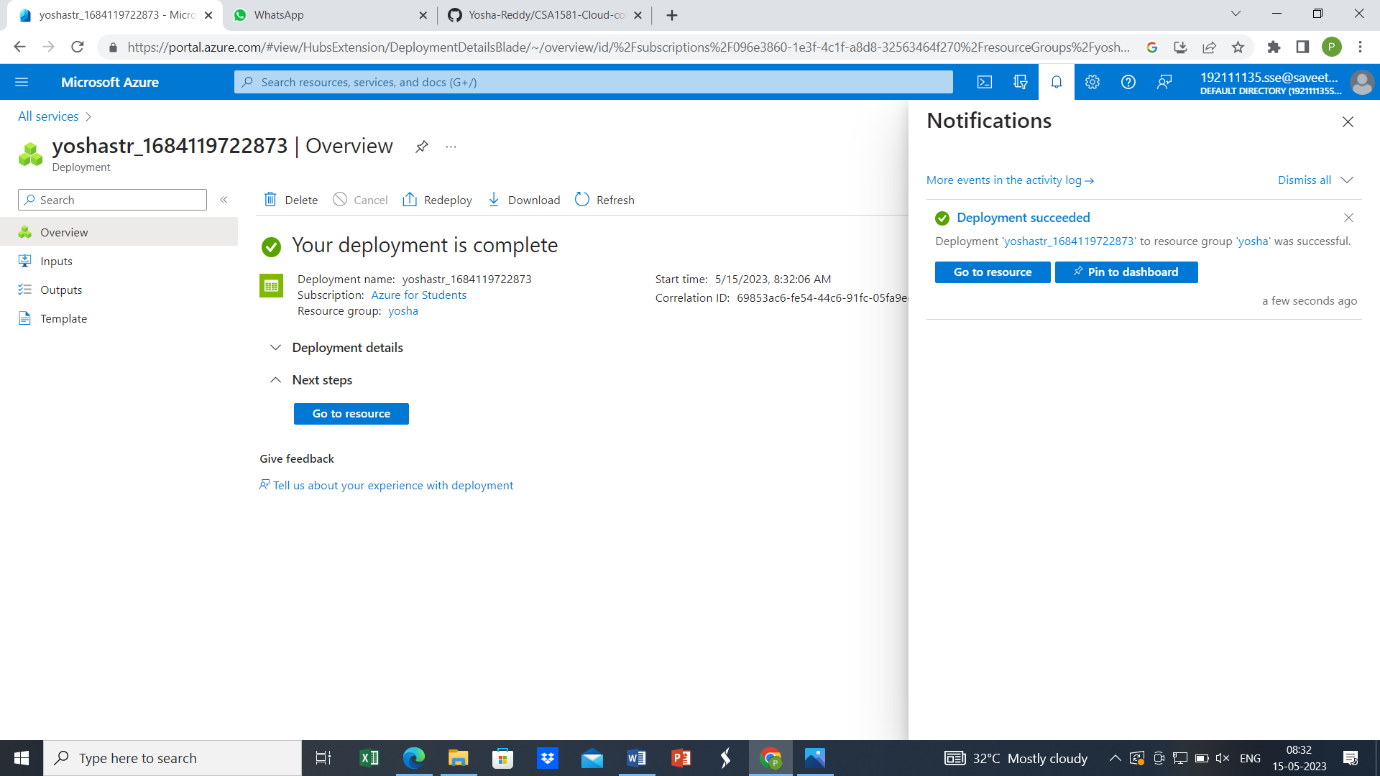 yoshastr_1684119722873 - Micro
WhatsApp
Yosha-Reddy/CSA1581-Cloud-co
https://portal.azure.com/#view/HubsExtension/DeploymentDetailsBlade/~/overview/id/%2Fsubscriptions%2F096e3860-1e3f-4c1f-a8d8-32563464f270%2FresourceGroups%2Fyosh...
P
Microsoft Azure
Search resources, services, and docs (G+/)
192111135.sse@saveet...
DEFAULT DIRECTORY (192111135S...
All services
yoshastr_1684119722873 | Overview
...
Deployment
Search
Overview
Inputs
Outputs
Template
Delete
Cancel
Redeploy
Download
Refresh
Your deployment is complete
Deployment name: yoshastr_1684119722873
Subscription: Azure for Students
Resource group: yosha
Start time: 5/15/2023, 8:32:06 AM
Correlation ID: 69853ac6-fe54-44c6-91fc-05fa9e
Deployment details
Next steps
Go to resource
Give feedback
Tell us about your experience with deployment
Notifications
More events in the activity log →
Dismiss all
Deployment succeeded
Deployment 'yoshastr_1684119722873' to resource group 'yosha' was successful.
Go to resource
Pin to dashboard
a few seconds ago
Type here to search
32°C Mostly cloudy
ENG
08:32
15-05-2023